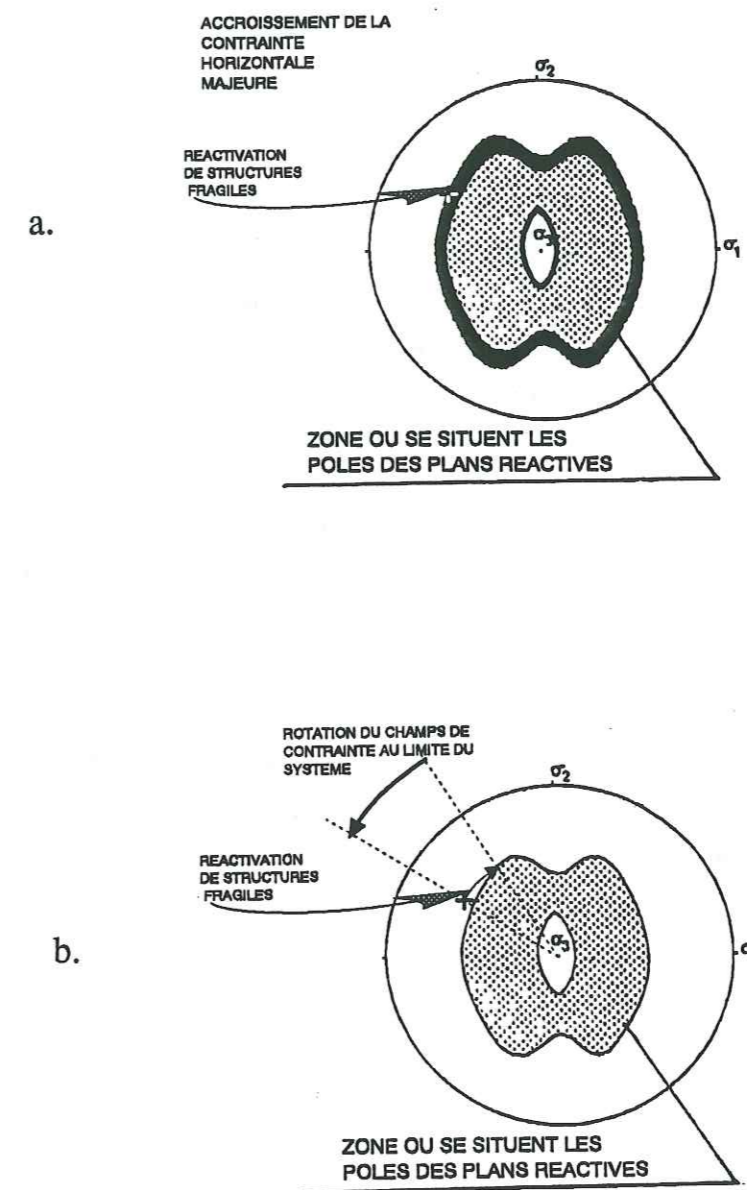 ACCROISSEMENT DE LA
CONTRAINTE
HORIZONTALE
MAJEURE
σ2
REACTIVATION
DE STRUCTURES
FRAGILES
a.
σ3
σ1
ZONE OU SE SITUENT LES
POLES DES PLANS REACTIVES
ROTATION DU CHAMPS DE
CONTRAINTE AU LIMITE DU
SYSTEME
σ2
REACTIVATION
DE STRUCTURES
FRAGILES
b.
σ3
ZONE OU SE SITUENT LES
POLES DES PLANS REACTIVES